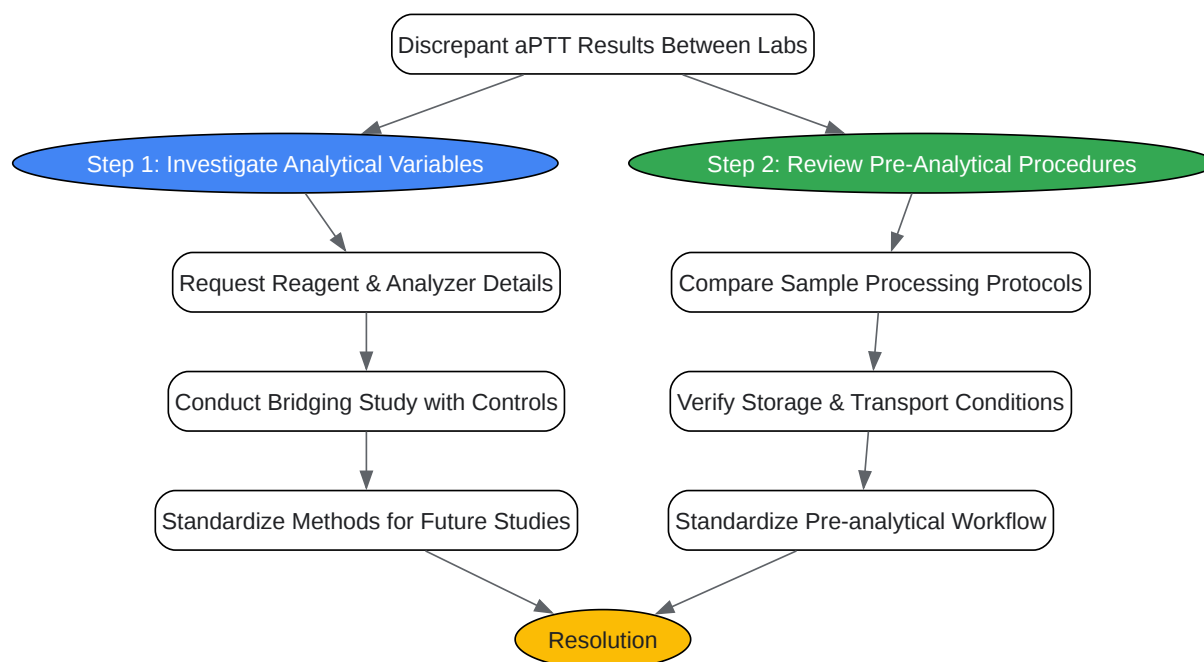 Discrepant aPTT Results Between Labs
Step 1: Investigate Analytical Variables
Step 2: Review Pre-Analytical Procedures
Request Reagent & Analyzer Details
Compare Sample Processing Protocols
Conduct Bridging Study with Controls
Verify Storage & Transport Conditions
Standardize Methods for Future Studies
Standardize Pre-analytical Workflow
Resolution